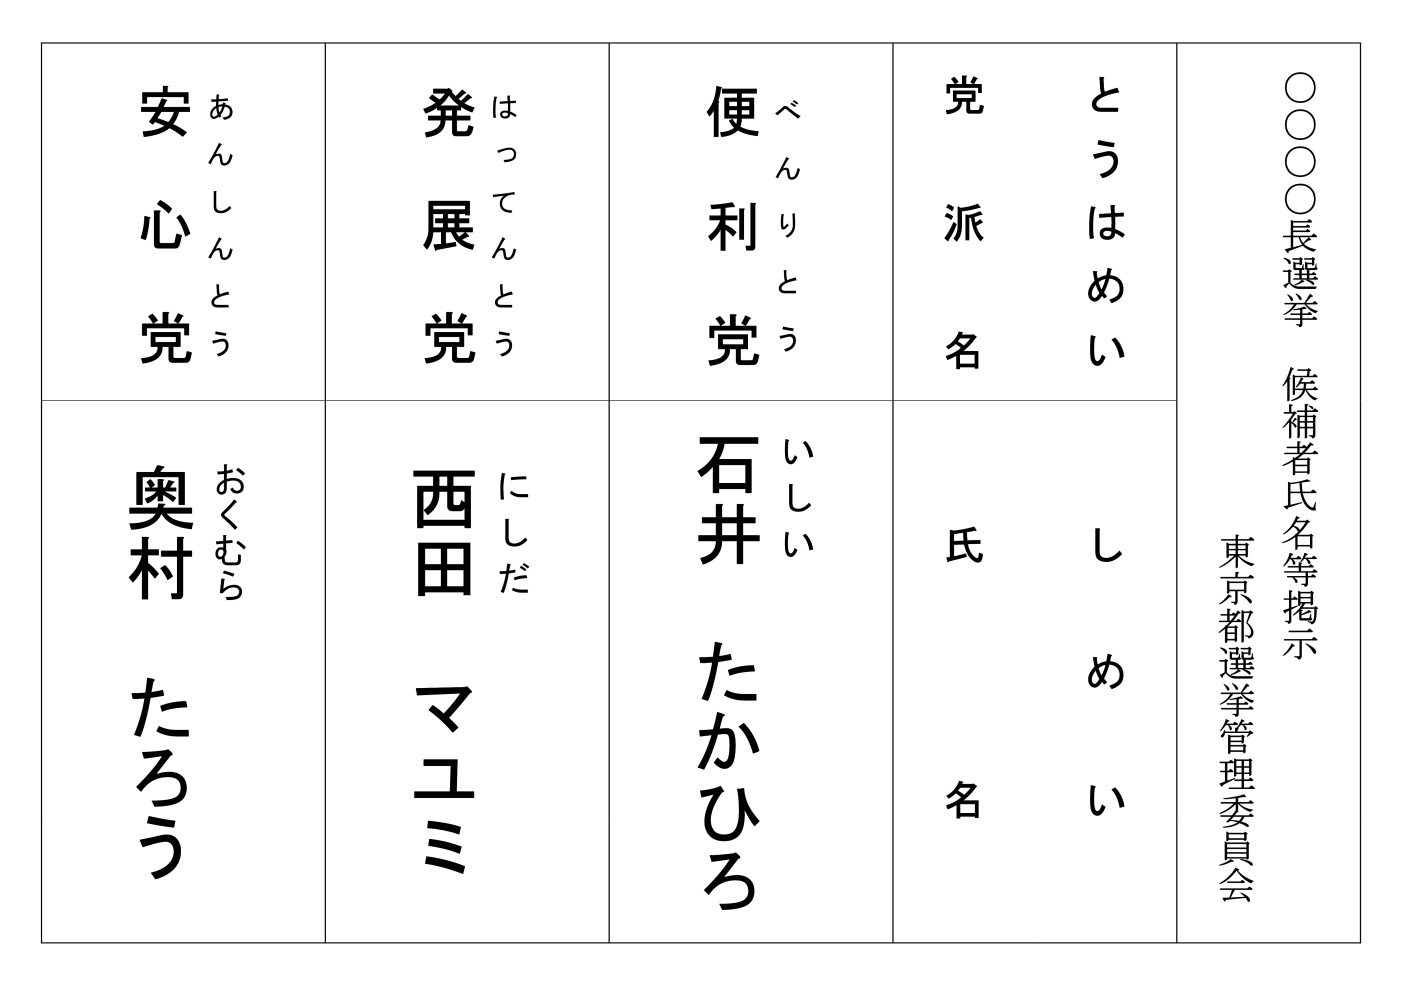 〇〇〇〇長選挙　候補者氏名等掲示
東京都選挙管理委員会
とうはめい
党派名
しめい
氏名
べんりとう
便利党
いしい
石井　たかひろ
はってんとう
発展党
にしだ
西田　マユミ
あんしんとう
安心党
おくむら
奥村　たろう